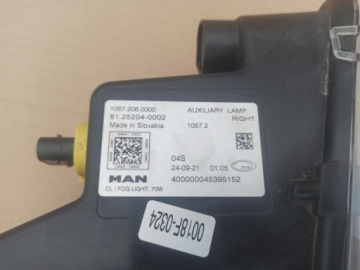 1067.206.0000 AUXILIARY LAMP
81.25204-0002 RIGHT
Made in Slovakia 1067.2
04S
24-09-21 01:05
MAN 400000045395152
CL / FOG LIGHT: 70W
0018F-0324